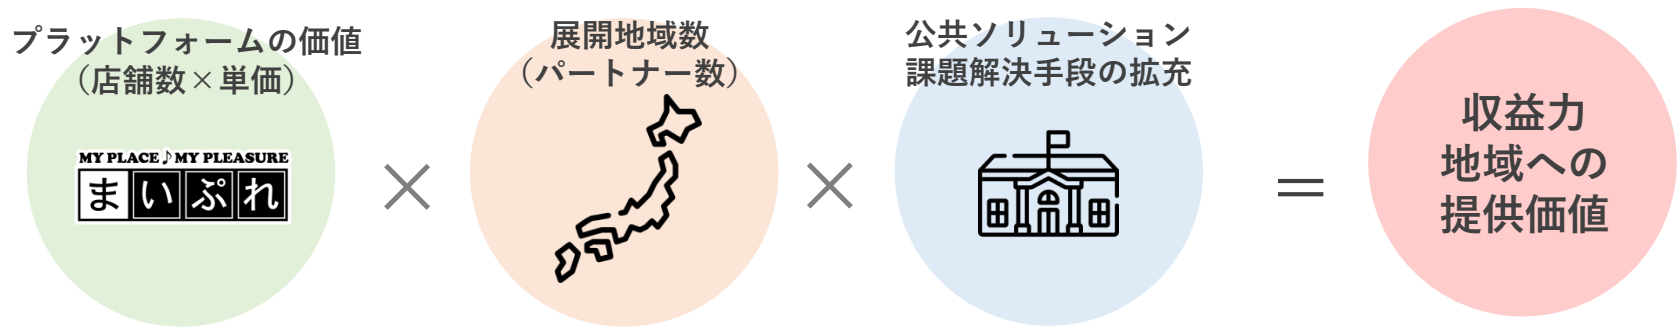 プラットフォームの価値
（店舗数×単価）
MY PLACE♪MY PLEASURE
まいぷれ
×
展開地域数
（パートナー数）
×
公共ソリューション
課題解決手段の拡充
＝
収益力
地域への
提供価値